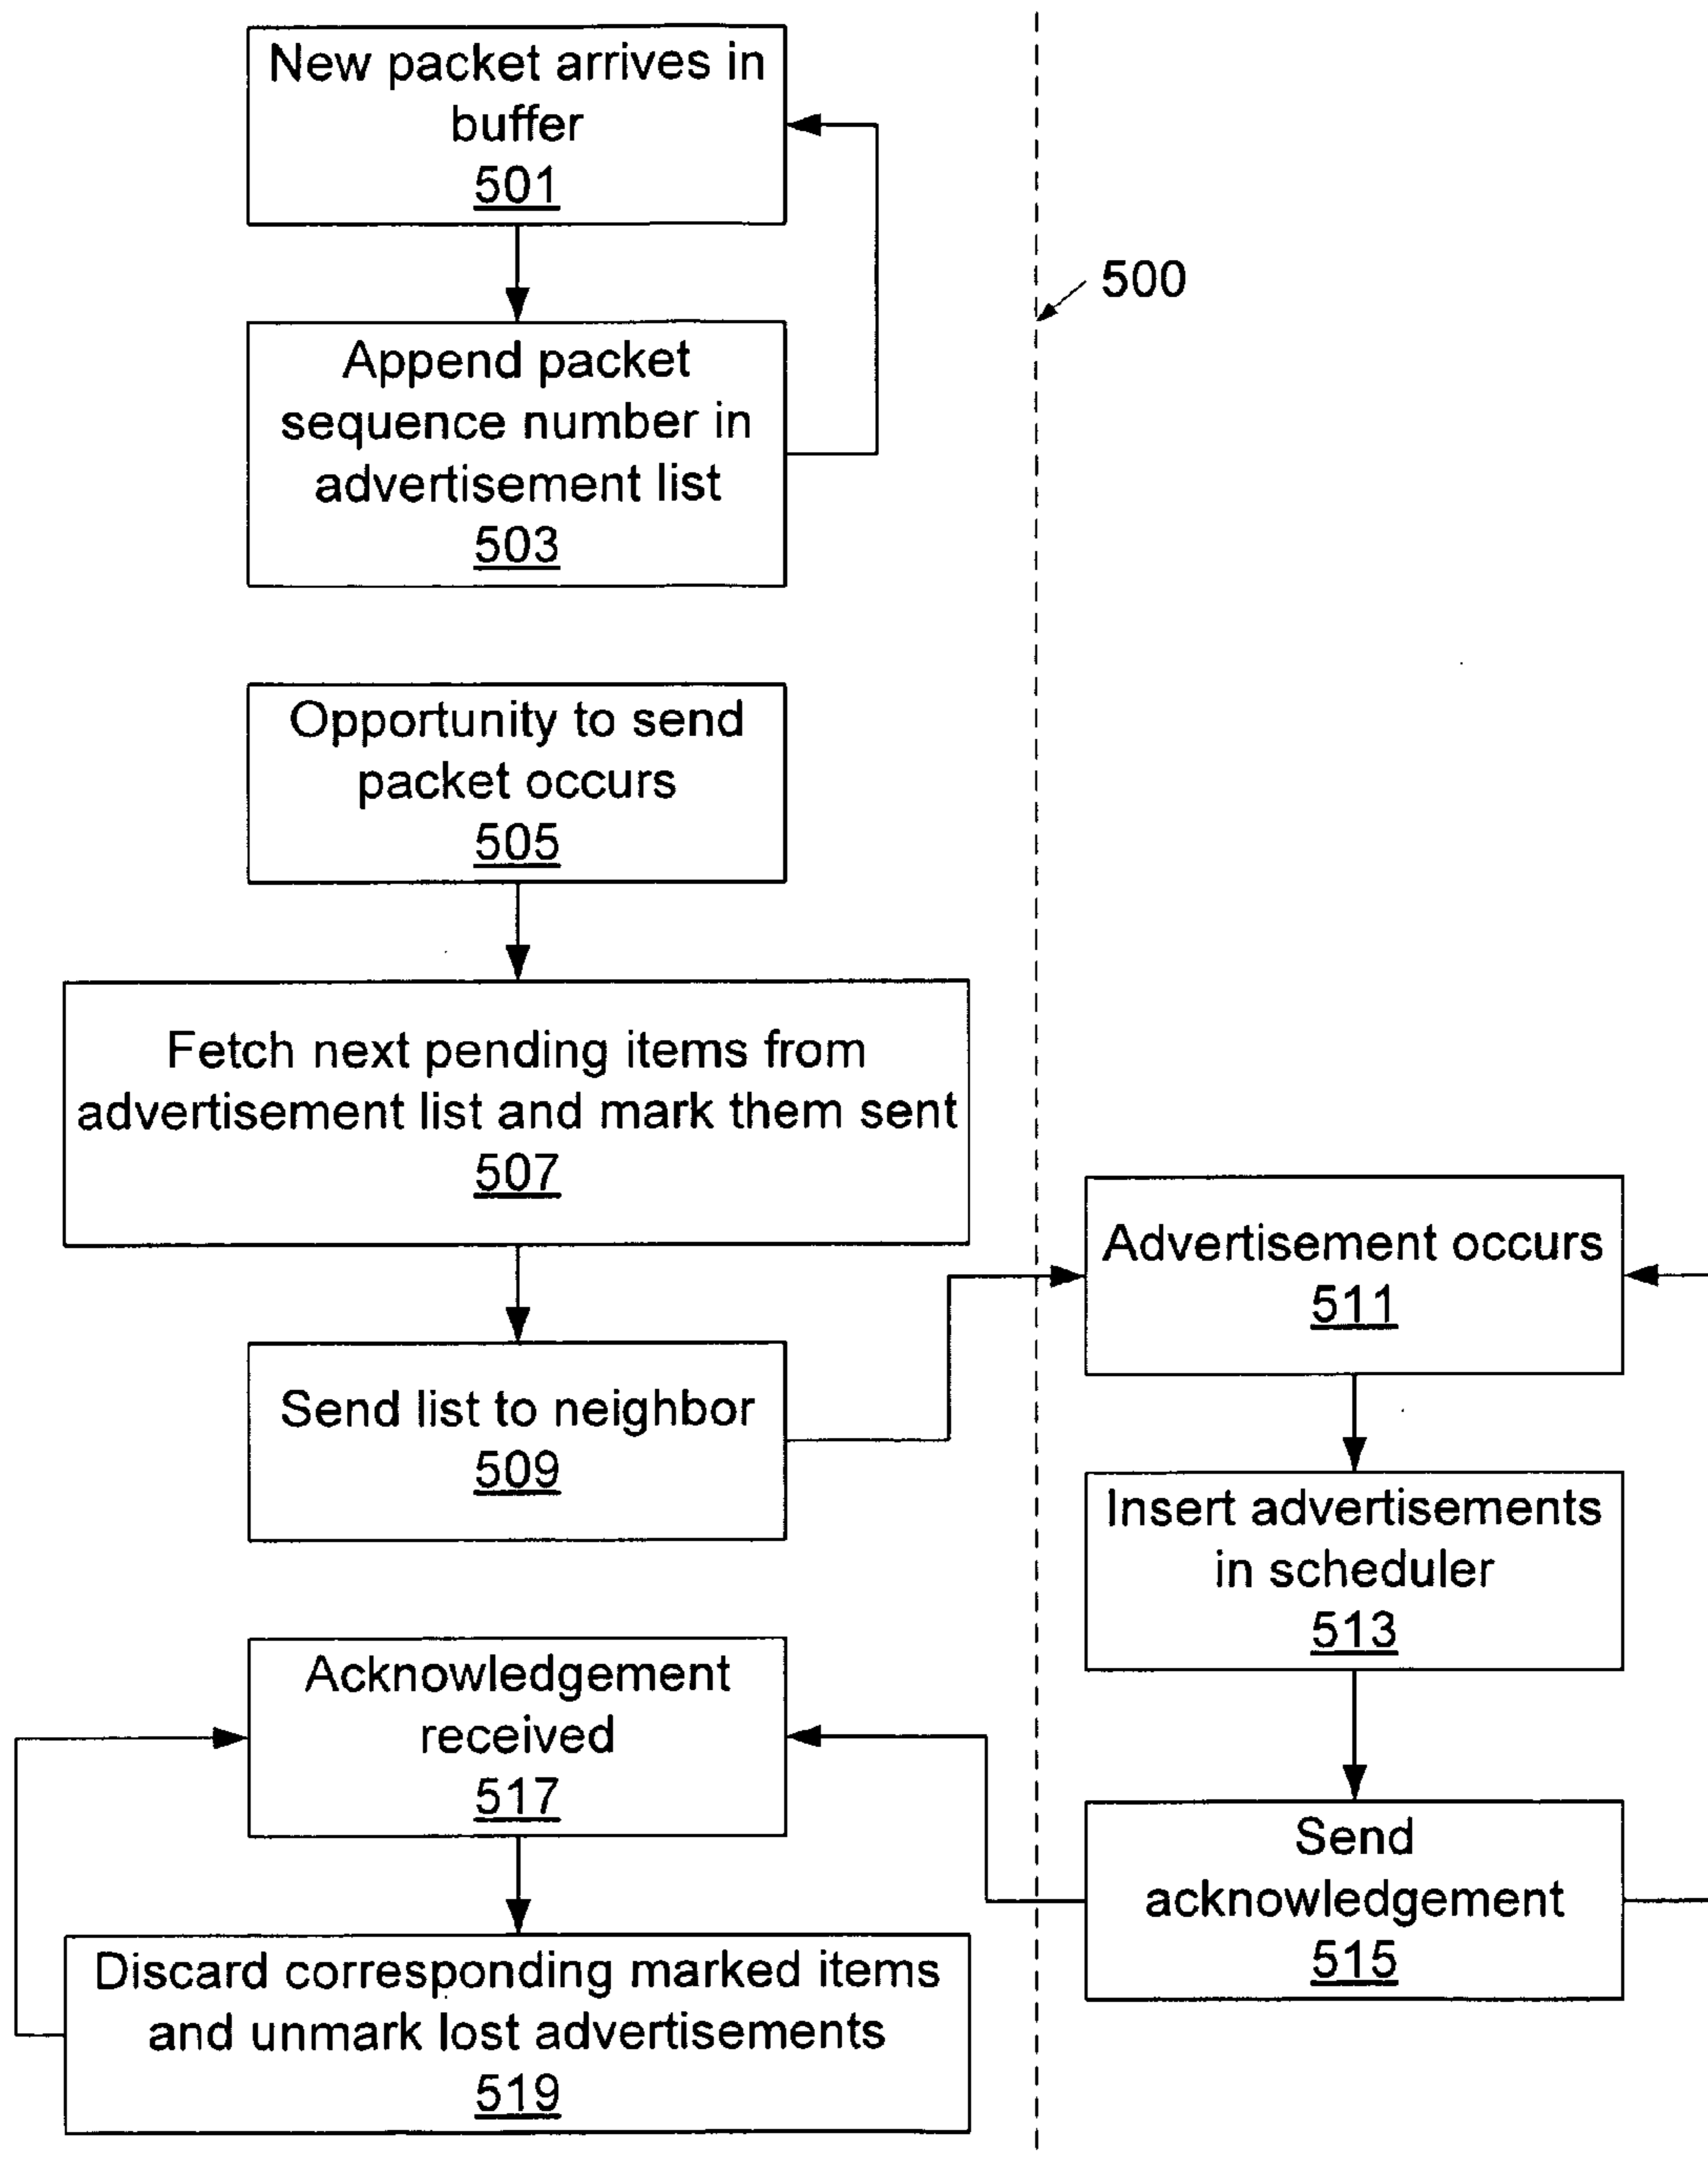 New packet arrives in
buffer
501
500
Append packet
sequence number in
advertisement list
503
Opportunity to send
packet occurs
505
Fetch next pending items from
advertisement list and mark them sent
507
Send list to neighbor
509
Advertisement occurs
511
Insert advertisements
in scheduler
513
Send
acknowledgement
515
Acknowledgement
received
517
Discard corresponding marked items
and unmark lost advertisements
519